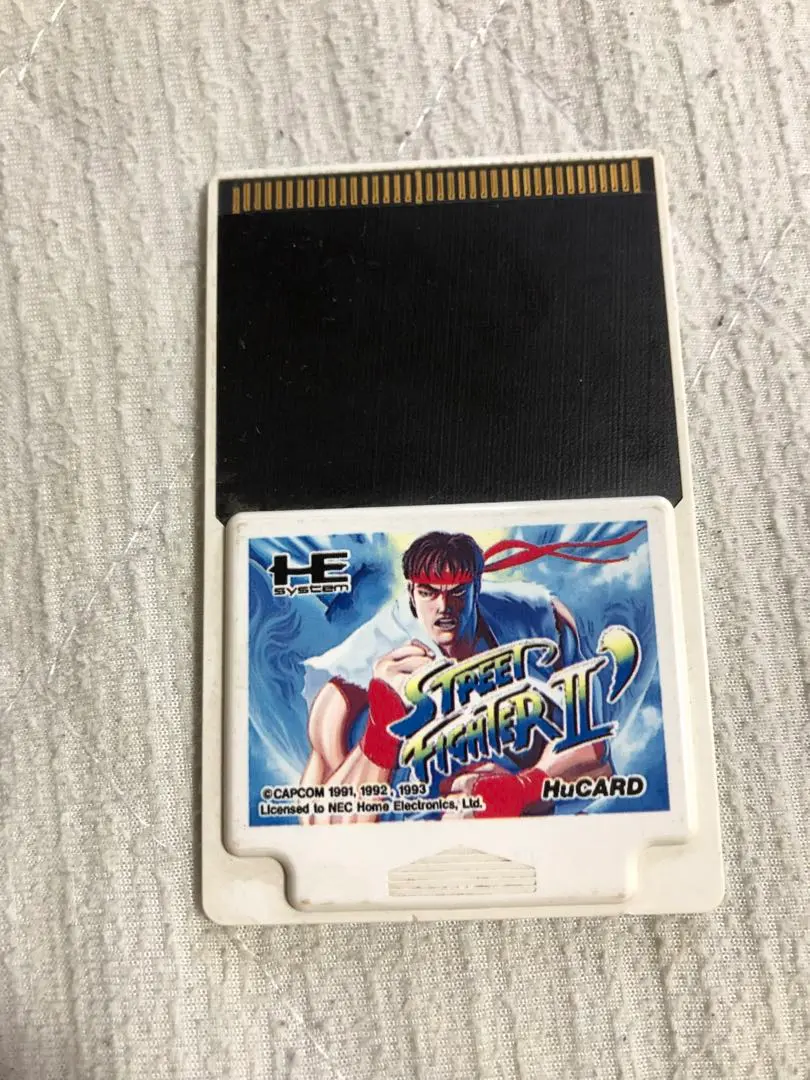 HE
SYSTEM
STREET
FIGHTER II'
©CAPCOM 1991, 1992, 1993
Licensed to NEC Home Electronics, Ltd.
HuCARD